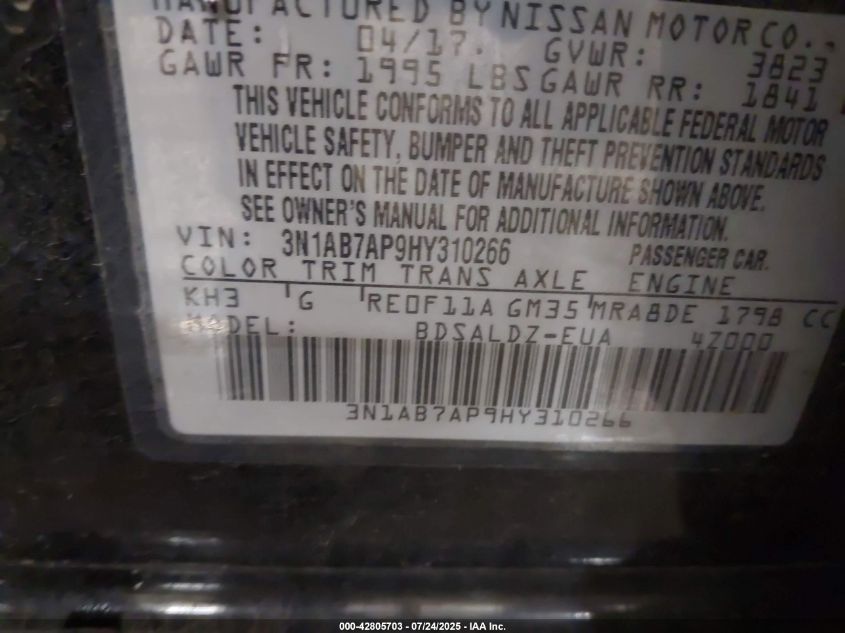 MANUFACTURED BY NISSAN MOTOR CO.,
DATE: 04/17. GVWR: 3823
GAWR FR: 1995 LBS GAWR RR: 1841
THIS VEHICLE CONFORMS TO ALL APPLICABLE FEDERAL MOTOR
VEHICLE SAFETY, BUMPER AND THEFT PREVENTION STANDARDS
IN EFFECT ON THE DATE OF MANUFACTURE SHOWN ABOVE.
SEE OWNER'S MANUAL FOR ADDITIONAL INFORMATION.
VIN: 3N1AB7AP9HY310266 PASSENGER CAR.
COLOR TRIM TRANS AXLE ENGINE
KH3 G RE0F11A GM35 MRA8DE 1798 CC
MODEL: BDSALDZ-EUA 4Z000
3N1AB7AP9HY310266
000-42805703 - 07/24/2025 - IAA Inc.